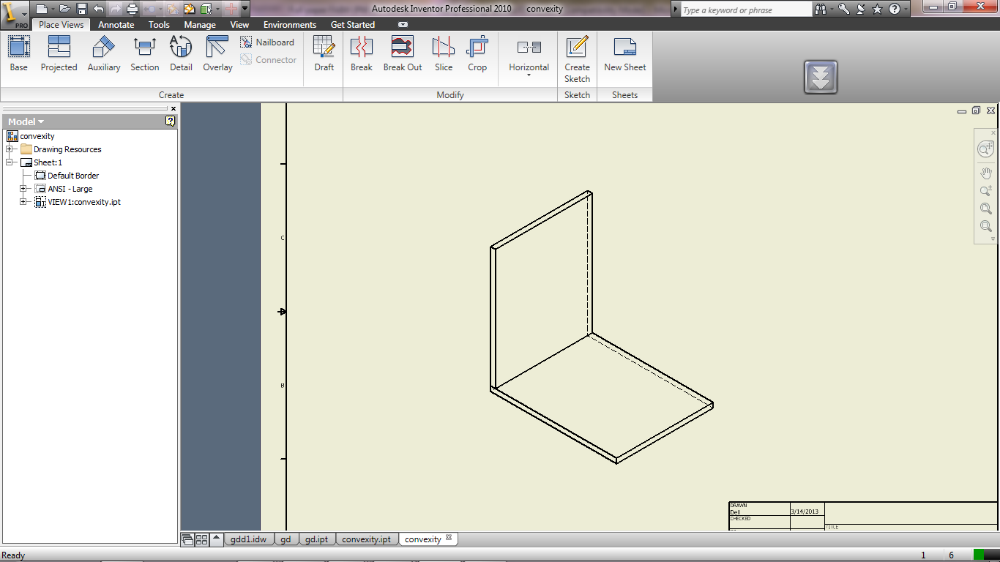 Autodesk Inventor Professional 2010 convexity
Type a keyword or phrase
PRO
Place Views Annotate Tools Manage View Environments Get Started
Base Projected Auxiliary Section Detail Overlay
Nailboard
Connector
Draft Break Break Out Slice Crop Horizontal
Create Sketch
New Sheet
Create Modify Sketch Sheets
Model
convexity
Drawing Resources
Sheet:1
Default Border
ANSI - Large
VIEW1:convexity.ipt
C
B
DRAWN
Dell 3/14/2013
CHECKED
TITLE
gdd1.idw gd gd.ipt convexity.ipt convexity
Ready 1 6